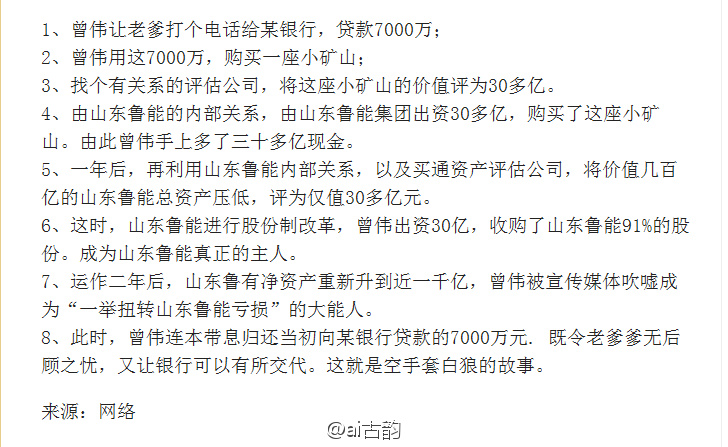 1、曾伟让老爹打个电话给某银行，贷款7000万；
2、曾伟用这7000万，购买一座小矿山；
3、找个有关系的评估公司，将这座小矿山的价值评为30多亿。
4、由山东鲁能的内部关系，由山东鲁能集团出资30多亿，购买了这座小矿
山。由此曾伟手上多了三十多亿现金。
5、一年后，再利用山东鲁能内部关系，以及买通资产评估公司，将价值几百
亿的山东鲁能总资产压低，评为仅值30多亿元。
6、这时，山东鲁能进行股份制改革，曾伟出资30亿，收购了山东鲁能91%的股
份。成为山东鲁能真正的主人。
7、运作二年后，山东鲁有净资产重新升到近一千亿，曾伟被宣传媒体吹嘘成
为“一举扭转山东鲁能亏损”的大能人。
8、此时，曾伟连本带息归还当初向某银行贷款的7000万元. 既令老爹爹无后
顾之忧，又让银行可以有所交代。这就是空手套白狼的故事。
来源：网络
@ai古韵